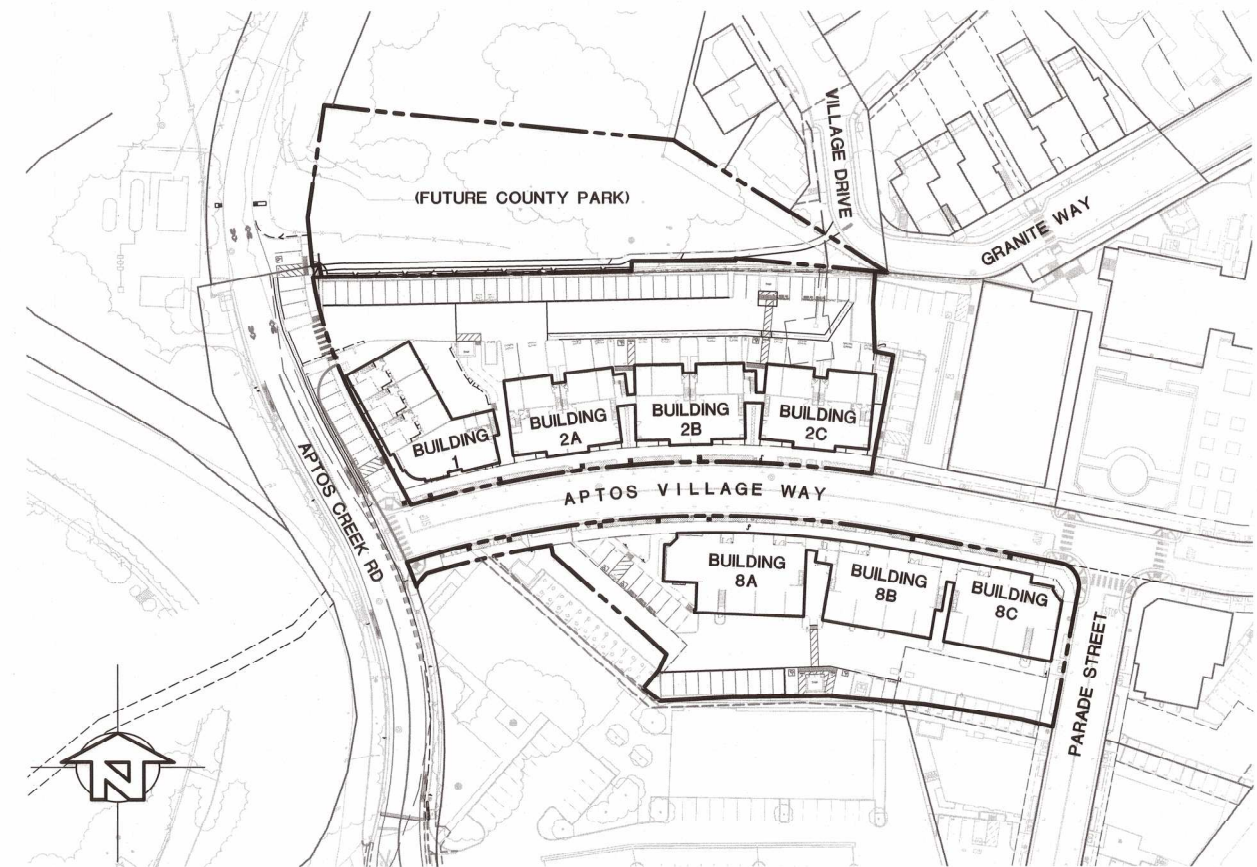 VILLAGE DRIVE
(FUTURE COUNTY PARK)
GRANITE WAY
BUILDING
1
BUILDING
2A
BUILDING
2B
BUILDING
2C
APTOS VILLAGE WAY
APTOS CREEK RD
BUILDING
8A
BUILDING
8B
BUILDING
8C
PARADE STREET
N